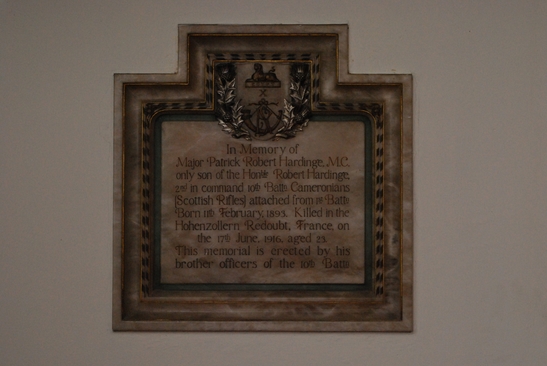 In Memory of
Major Patrick Robert Hardinge, M.C.
only son of the Honble Robert Hardinge.
2nd in command 10th Battn Cameronians
(Scottish Rifles) attached from 1st Battn
Born 11th February, 1893. Killed in the
Hohenzollern Redoubt, France, on
the 17th June, 1916, aged 23.
This memorial is erected by his
brother officers of the 10th Battn